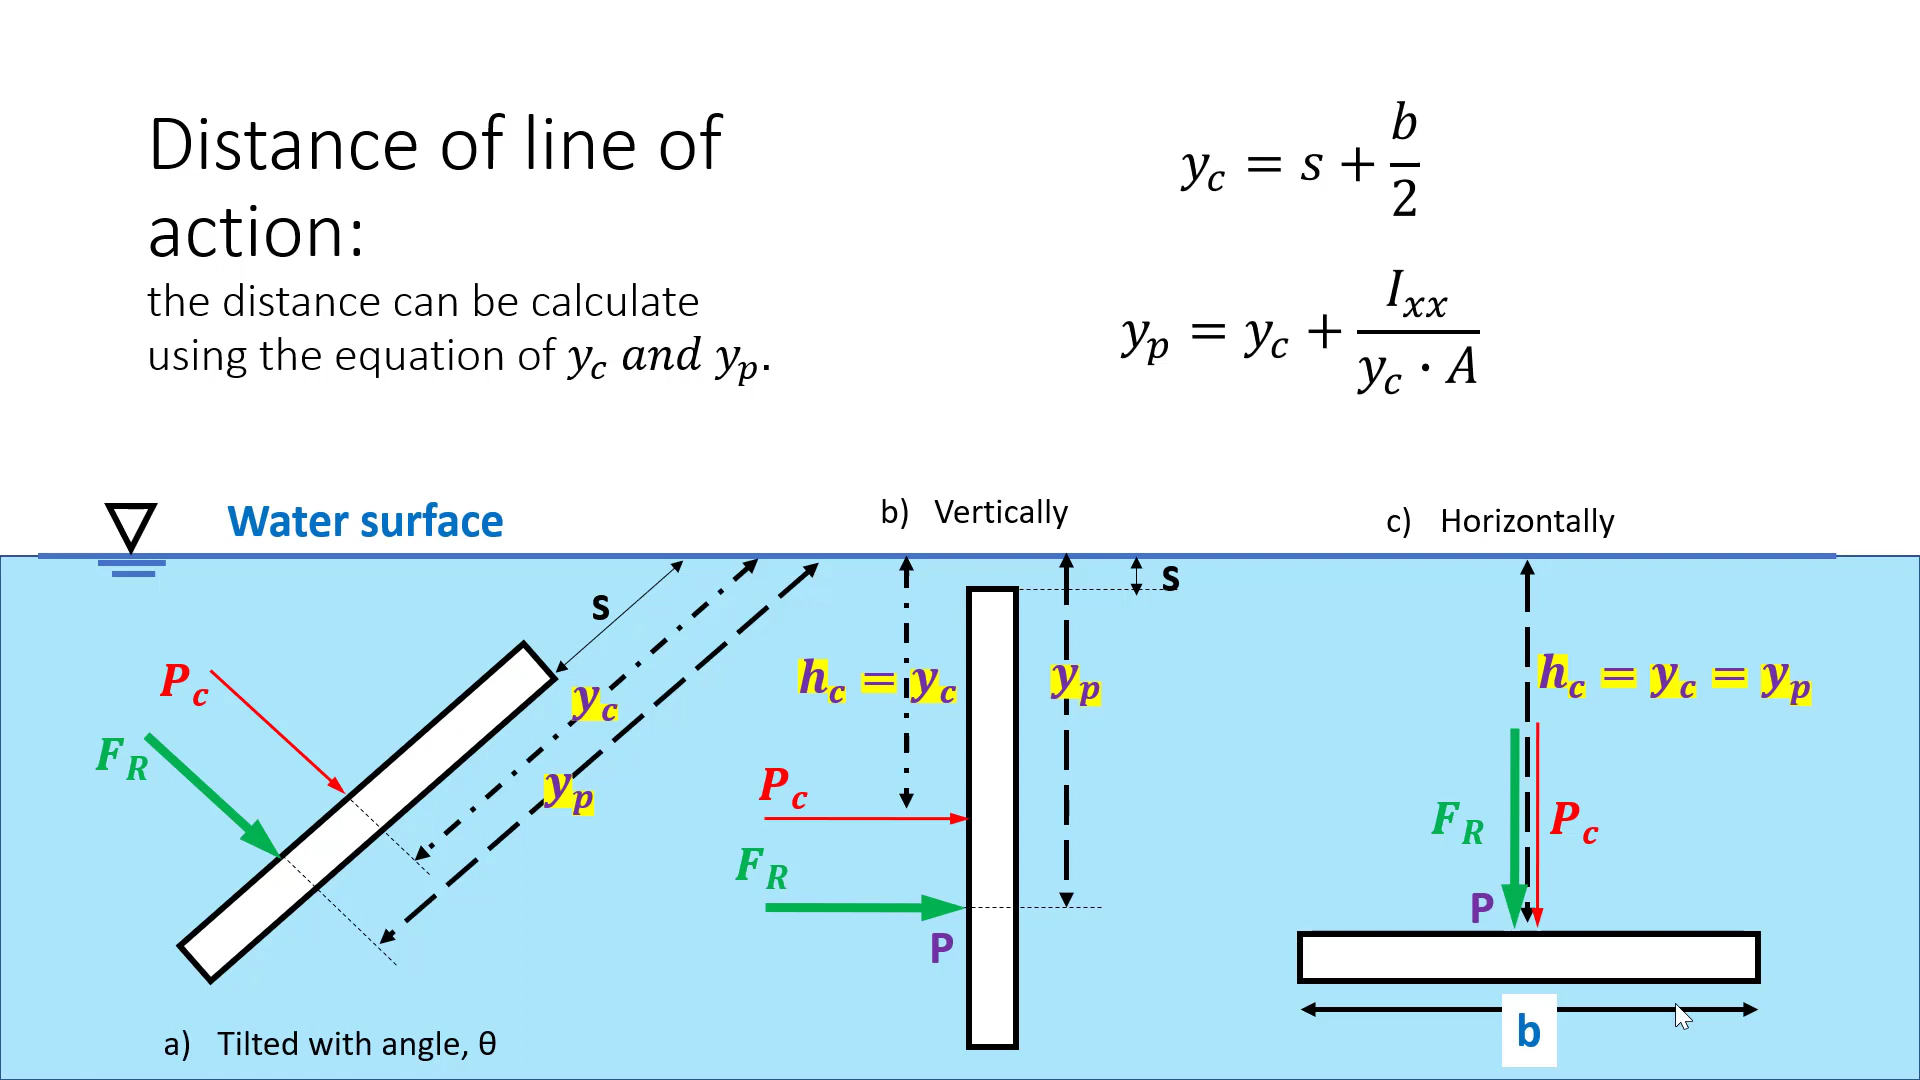 Distance of line of
action:
the distance can be calculate
using the equation of y_c and y_p.
y_c = s + b/2
y_p = y_c + I_xx/(y_c · A)
Water surface
b) Vertically
c) Horizontally
s
s
P_c
y_c
h_c = y_c
y_p
h_c = y_c = y_p
F_R
y_p
P_c
F_R
P_c
F_R
P
P
b
a) Tilted with angle, θ